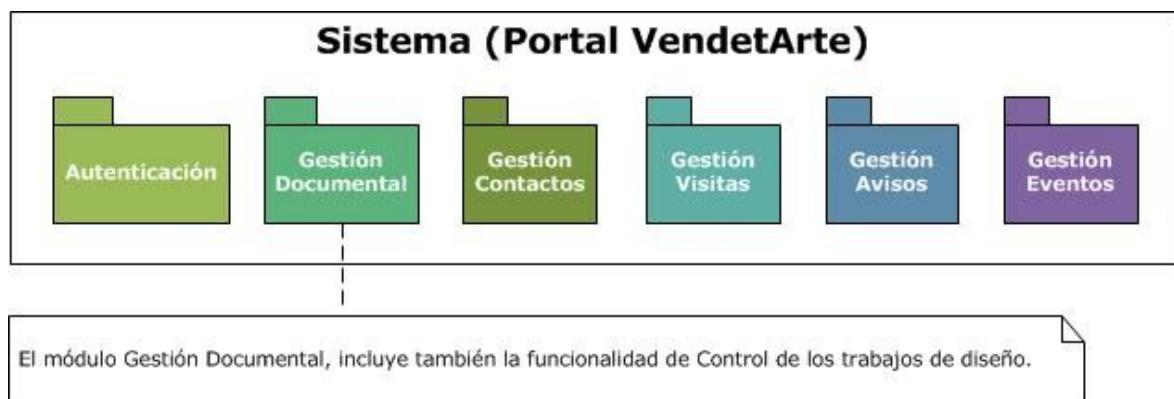 Sistema (Portal VendetArte)
Autenticación
Gestión
Documental
Gestión
Contactos
Gestión
Visitas
Gestión
Avisos
Gestión
Eventos
El módulo Gestión Documental, incluye también la funcionalidad de Control de los trabajos de diseño.